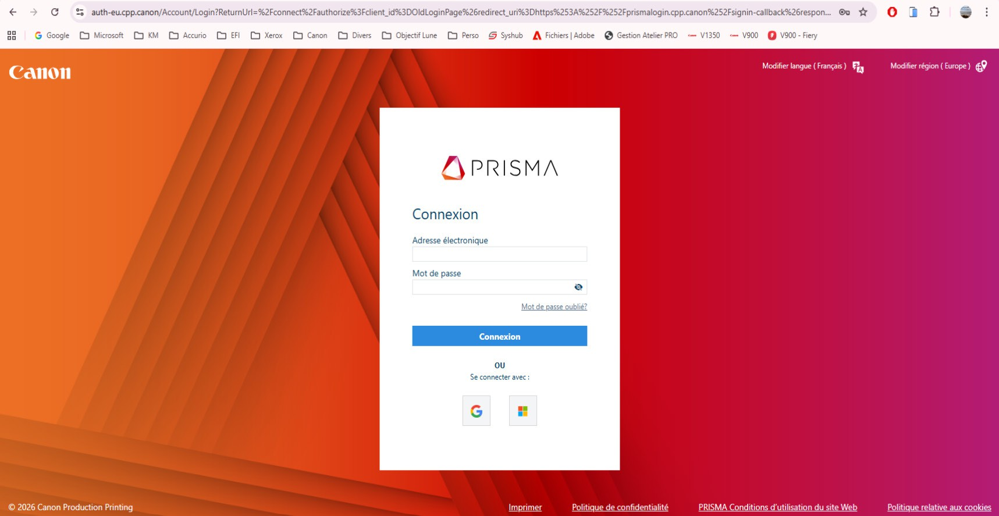 auth-eu.cpp.canon/Account/Login?ReturnUrl=%2Fconnect%2Fauthorize%3Fclient_id%3DOldLoginPage%26redirect_uri%3Dhttps%253A%252F%252Fprismalogin.cpp.canon%252Fsignin-callback%26respon...
Google Microsoft KM Accurio EFI Xerox Canon Divers Objectif Lune Perso Syshub Fichiers | Adobe Gestion Atelier PRO V1350 V900 V900 - Fiery
Canon
Modifier langue ( Français ) Modifier région ( Europe )
PRISMA
Connexion
Adresse électronique
Mot de passe
Mot de passe oublié?
Connexion
OU
Se connecter avec :
© 2026 Canon Production Printing
Imprimer Politique de confidentialité PRISMA Conditions d’utilisation du site Web Politique relative aux cookies